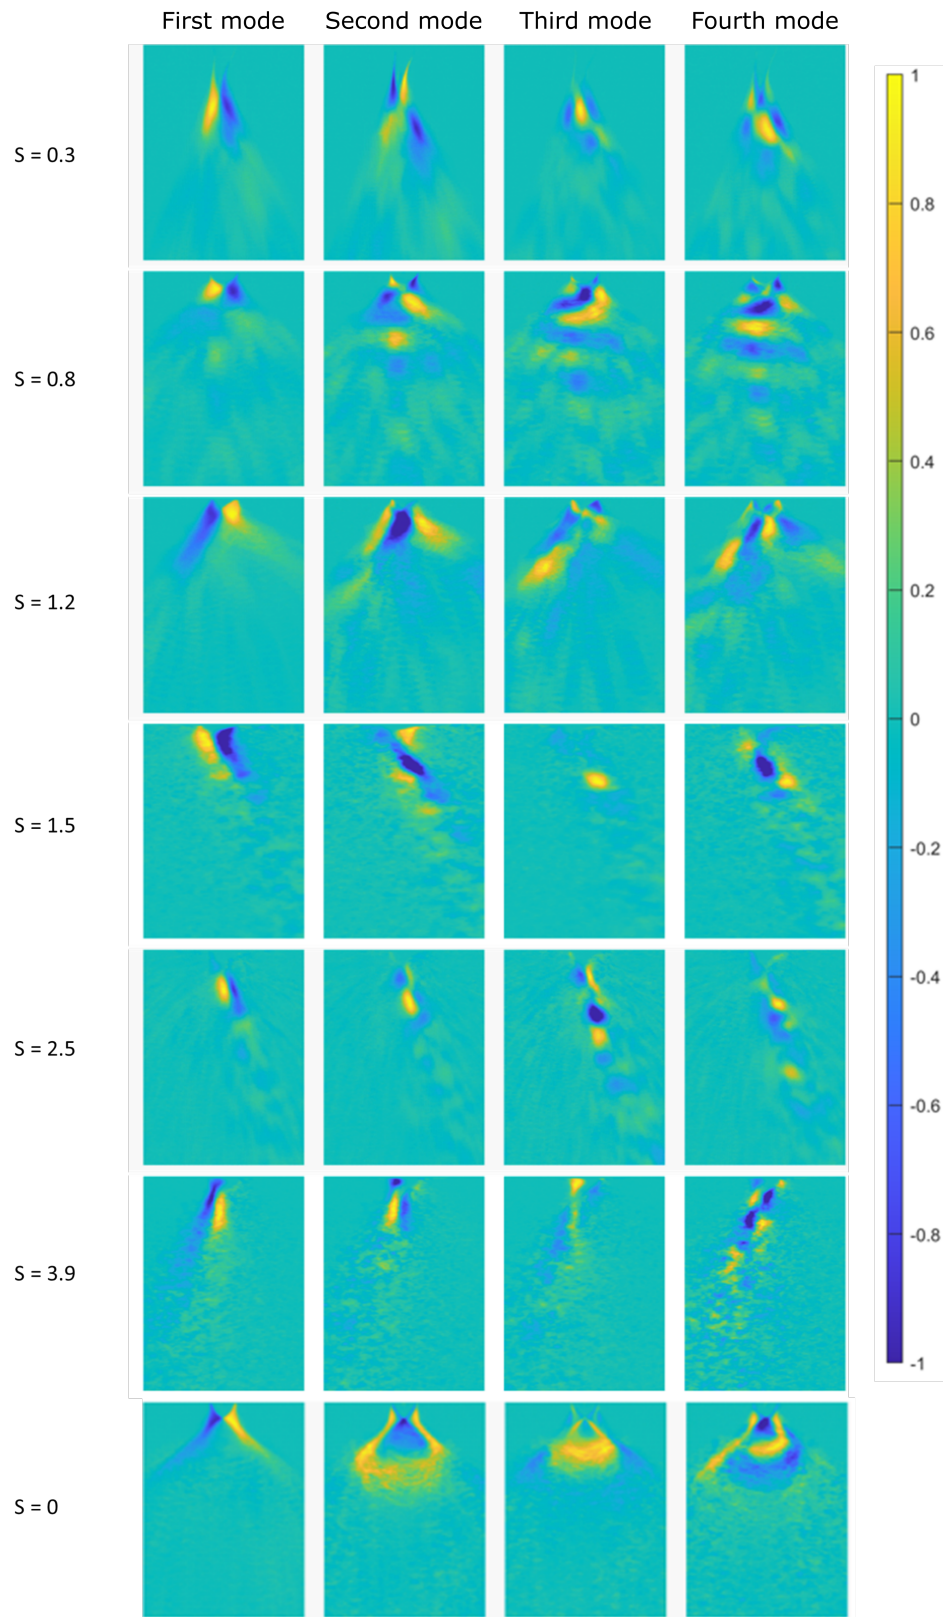 First mode Second mode Third mode Fourth mode
1
S = 0.3
0.8
0.6
S = 0.8
0.4
S = 1.2
0.2
0
S = 1.5
-0.2
-0.4
S = 2.5
-0.6
-0.8
S = 3.9
-1
S = 0